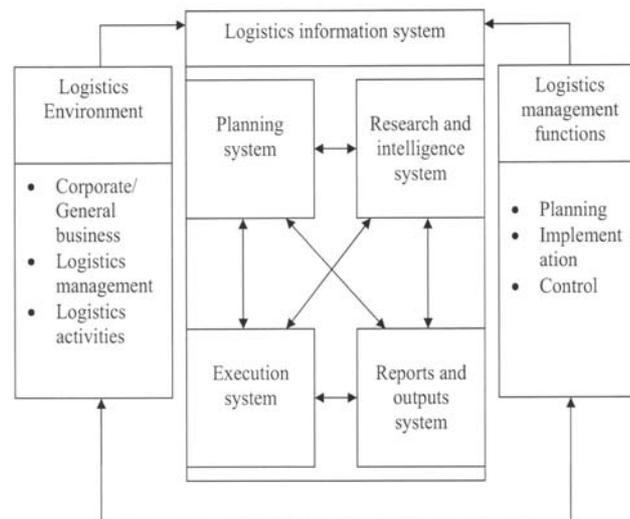 Logistics information system
Logistics
Environment
Corporate/
General
business
Logistics
management
Logistics
activities
Planning
system
Research and
intelligence
system
Execution
system
Reports and
outputs
system
Logistics
management
functions
Planning
Implement
ation
Control